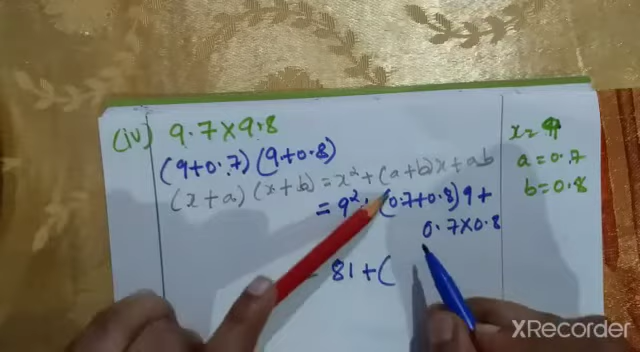 (iv) 9.7×9.8
(9+0.7)(9+0.8)
(x+a)(x+b)=x²+(a+b)x+ab
=9²+(0.7+0.8)9+
0.7×0.8
= 81+(
x=9
a=0.7
b=0.8
XRecorder